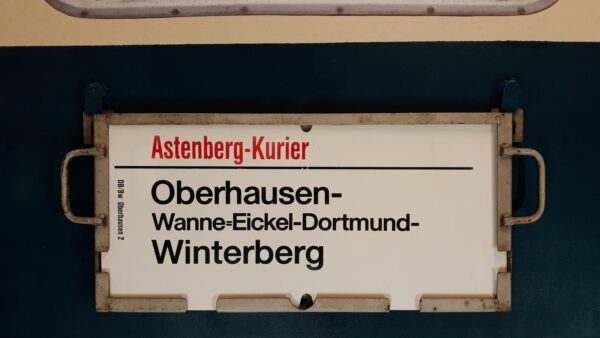 Astenberg-Kurier
Oberhausen-
Wanne=Eickel-Dortmund-
Winterberg
DB/Bw Oberhausen 2